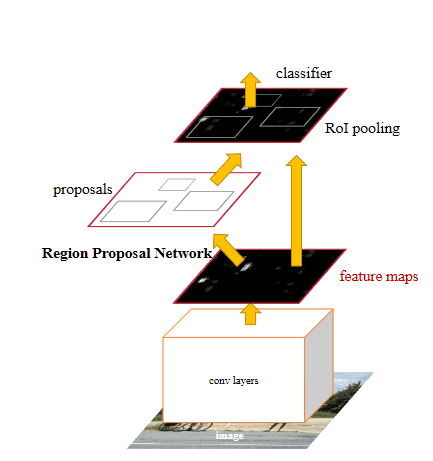 classifier
RoI pooling
proposals
Region Proposal Network
feature maps
conv layers
image